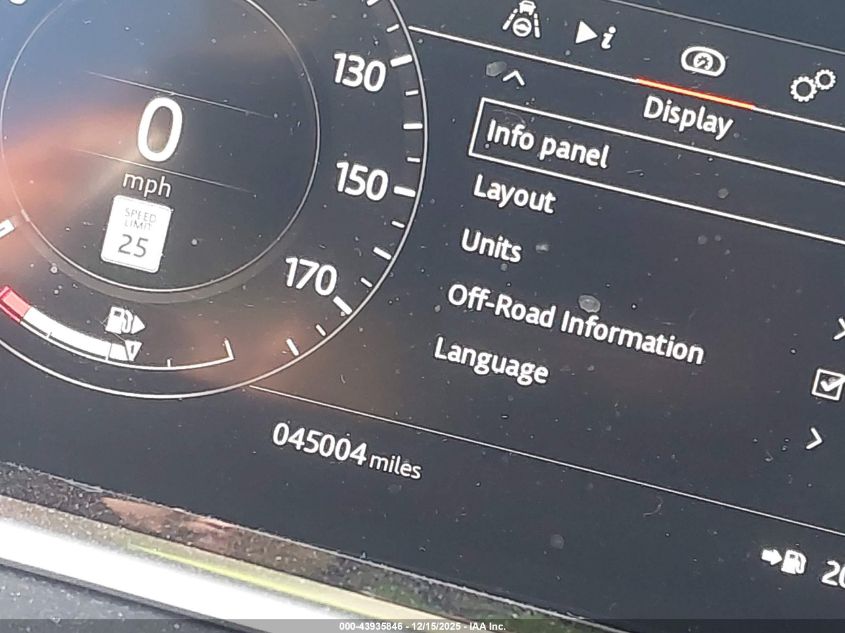 130
0
mph
150
SPEED
LIMIT
25
170
Display
Info panel
Layout
Units
Off-Road Information
Language
045004 miles
000-43935846 - 12/15/2025 - IAA Inc.